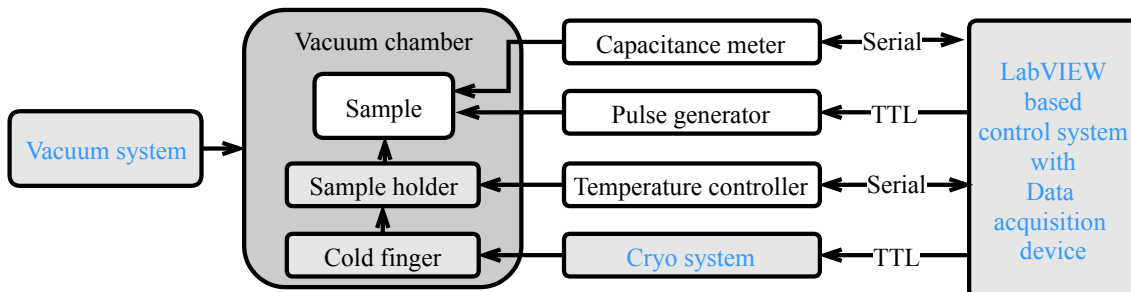 Vacuum system
Vacuum chamber
Sample
Sample holder
Cold finger
Capacitance meter
Pulse generator
Temperature controller
Cryo system
Serial
TTL
Serial
TTL
LabVIEW
based
control system
with
Data
acquisition
device